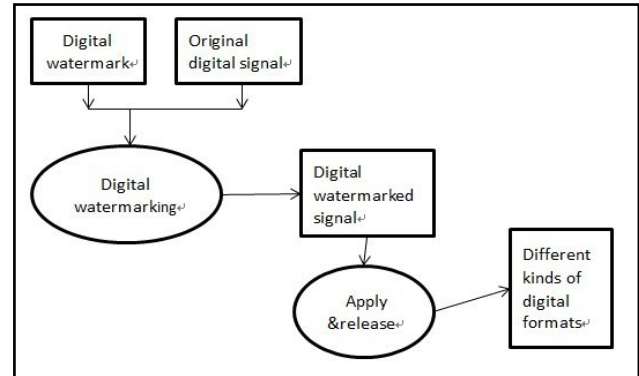 Digital
watermark
Original
digital signal
Digital
watermarking
Digital
watermarked
signal
Apply
&release
Different
kinds of
digital
formats